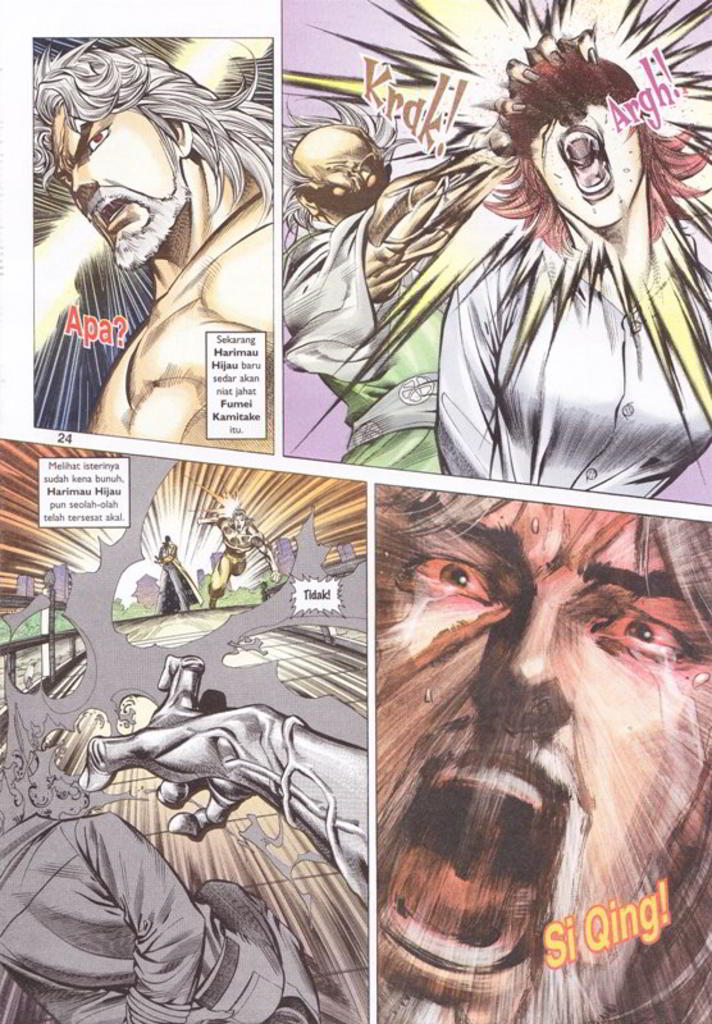 Apa?
Sekarang
Harimau
Hijau baru
sedar akan
niat jahat
Fumei
Kamitake
itu.
Krak!
Argh!
24
Melihat isterinya
sudah kena bunuh,
Harimau Hijau
pun seolah-olah
telah tersesat akal.
Tidak!
Si Qing!